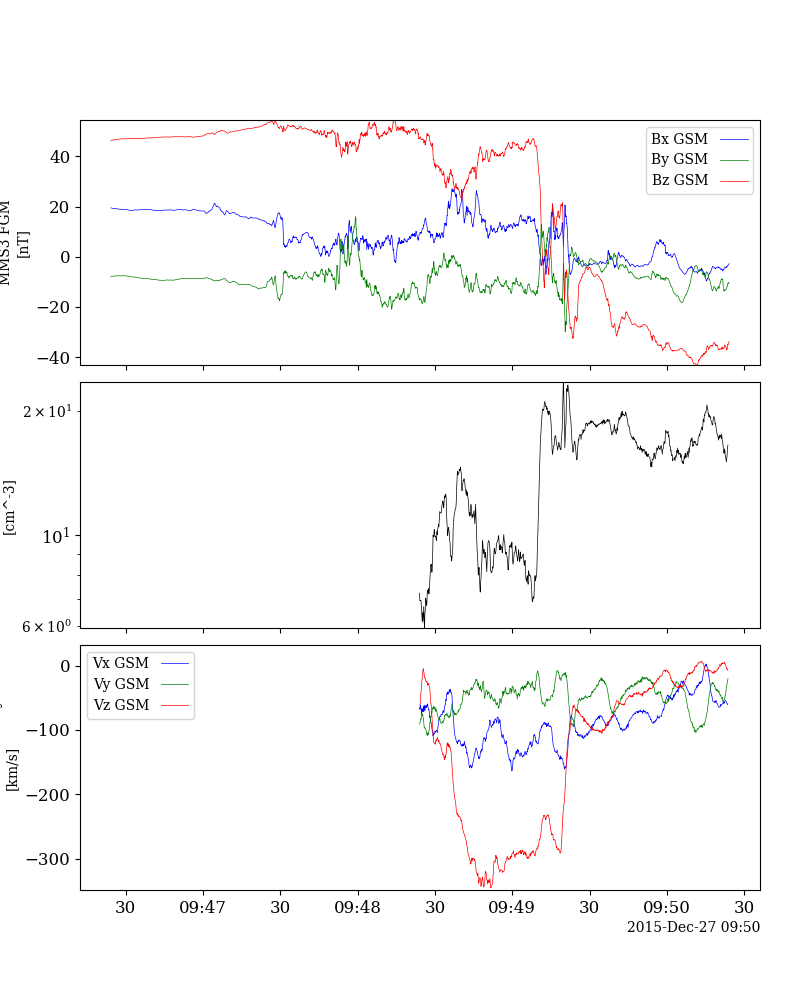 MMS3 FGM
[nT]
40
20
0
−20
−40
Bx GSM
By GSM
Bz GSM
[cm^-3]
2 × 10¹
10¹
6 × 10⁰
[km/s]
0
−100
−200
−300
Vx GSM
Vy GSM
Vz GSM
30 09:47 30 09:48 30 09:49 30 09:50 30
2015-Dec-27 09:50